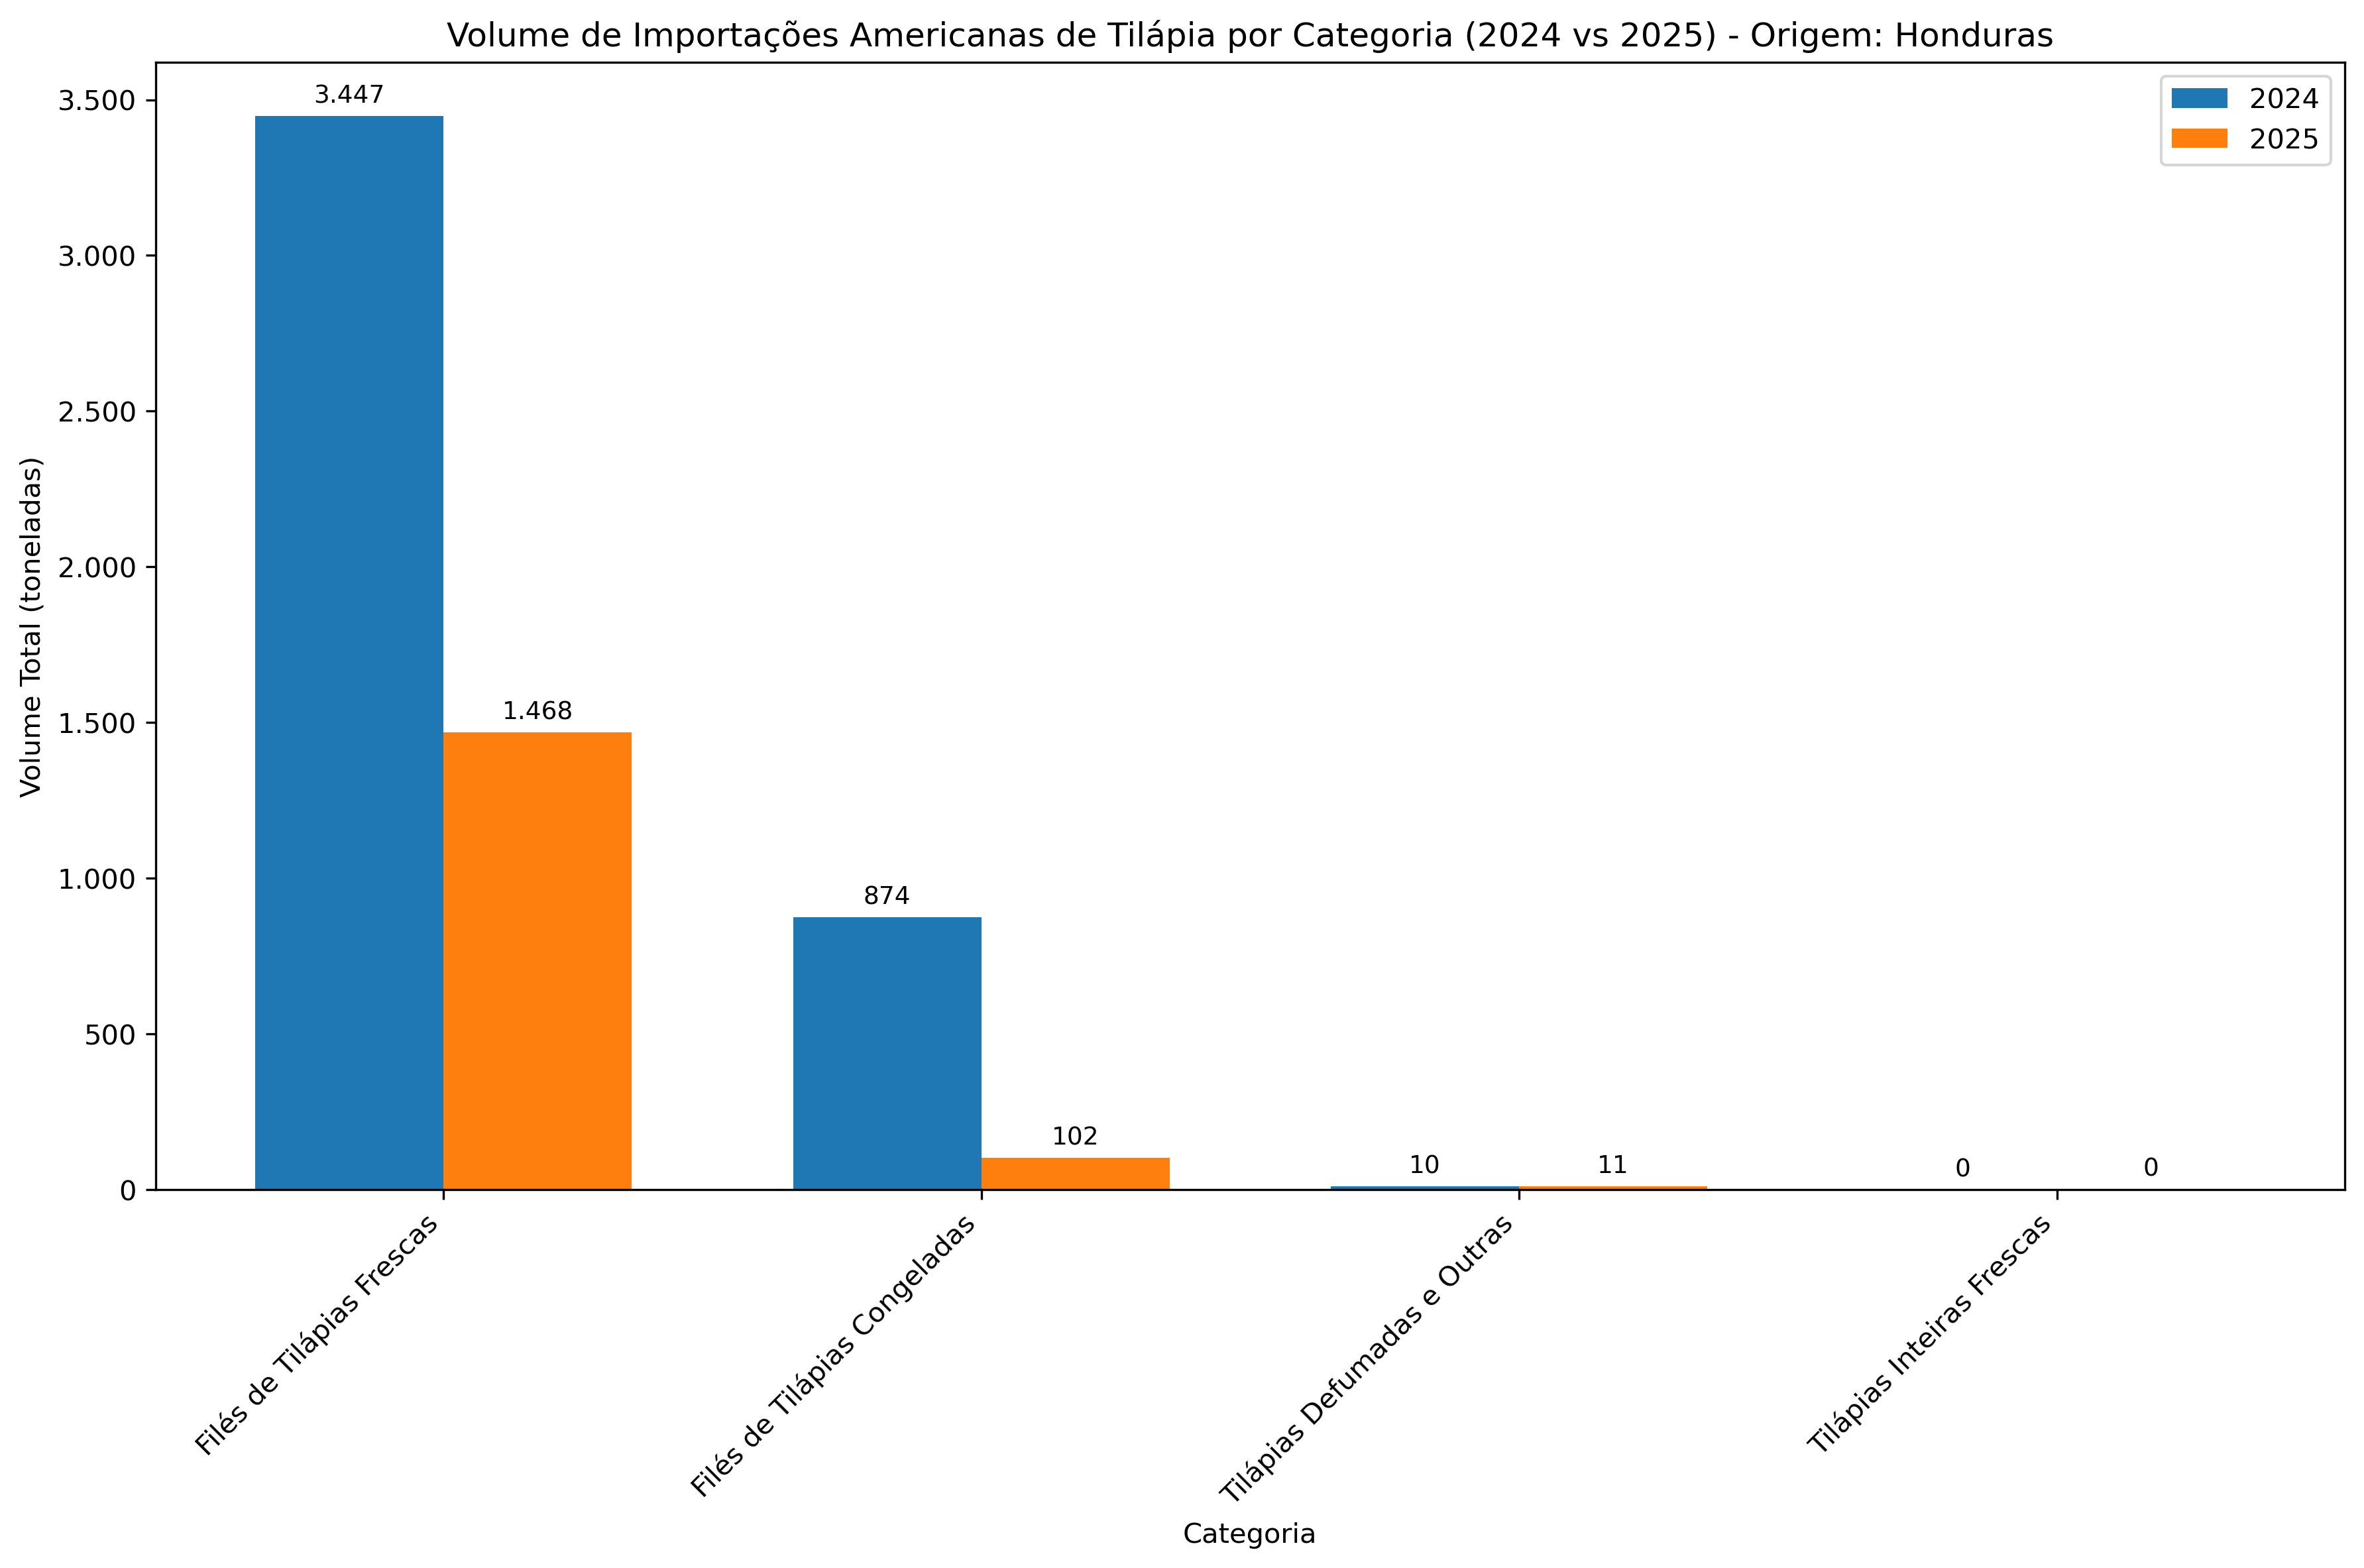 Volume de Importações Americanas de Tilápia por Categoria (2024 vs 2025) - Origem: Honduras
2024
2025
Volume Total (toneladas)
3.500
3.000
2.500
2.000
1.500
1.000
500
0
3.447
1.468
874
102
10
11
0
0
Filés de Tilápias Frescas
Filés de Tilápias Congeladas
Tilápias Defumadas e Outras
Tilápias Inteiras Frescas
Categoria